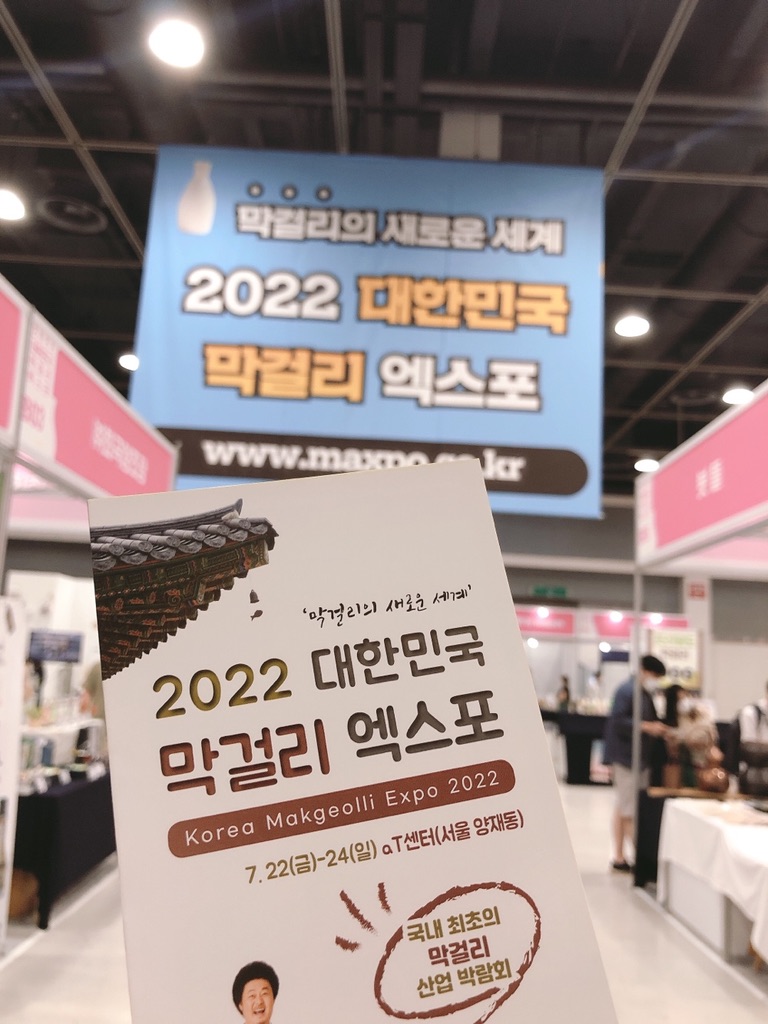 막걸리의 새로운 세계
2022 대한민국
막걸리 엑스포
www.maxpo.co.kr
'막걸리의 새로운 세계'
2022 대한민국
막걸리 엑스포
Korea Makgeolli Expo 2022
7. 22(금)-24(일) aT센터(서울 양재동)
국내 최초의
막걸리
산업 박람회